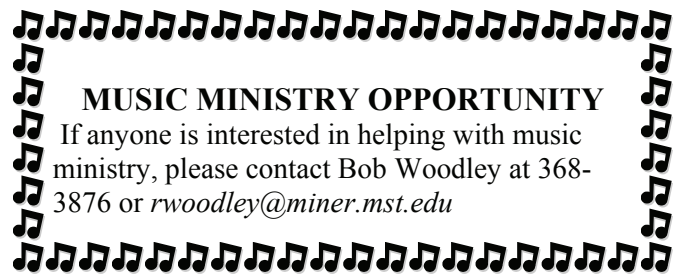 MUSIC MINISTRY OPPORTUNITY
If anyone is interested in helping with music
ministry, please contact Bob Woodley at 368-
3876 or rwoodley@miner.mst.edu